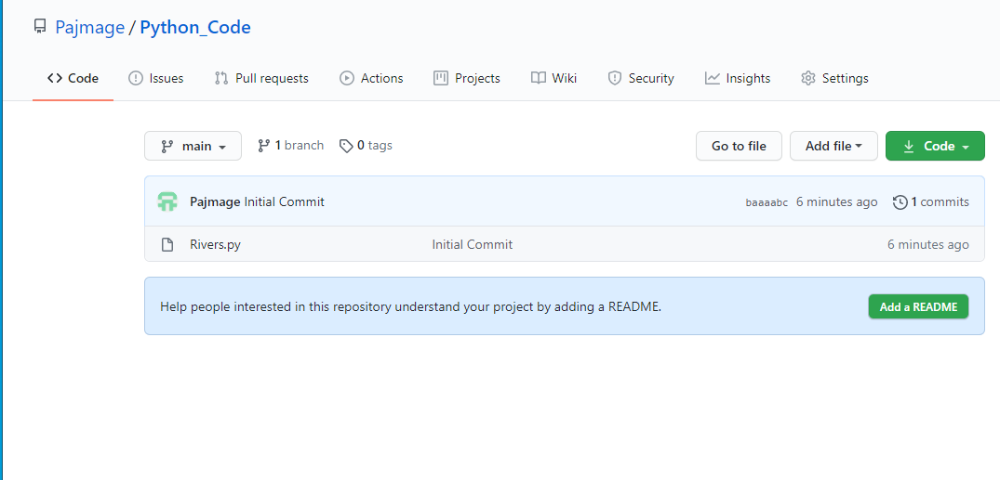 Pajmage / Python_Code
Code Issues Pull requests Actions Projects Wiki Security Insights Settings
main 1 branch 0 tags Go to file Add file Code
Pajmage Initial Commit baaaabc 6 minutes ago 1 commits
Rivers.py Initial Commit 6 minutes ago
Help people interested in this repository understand your project by adding a README. Add a README